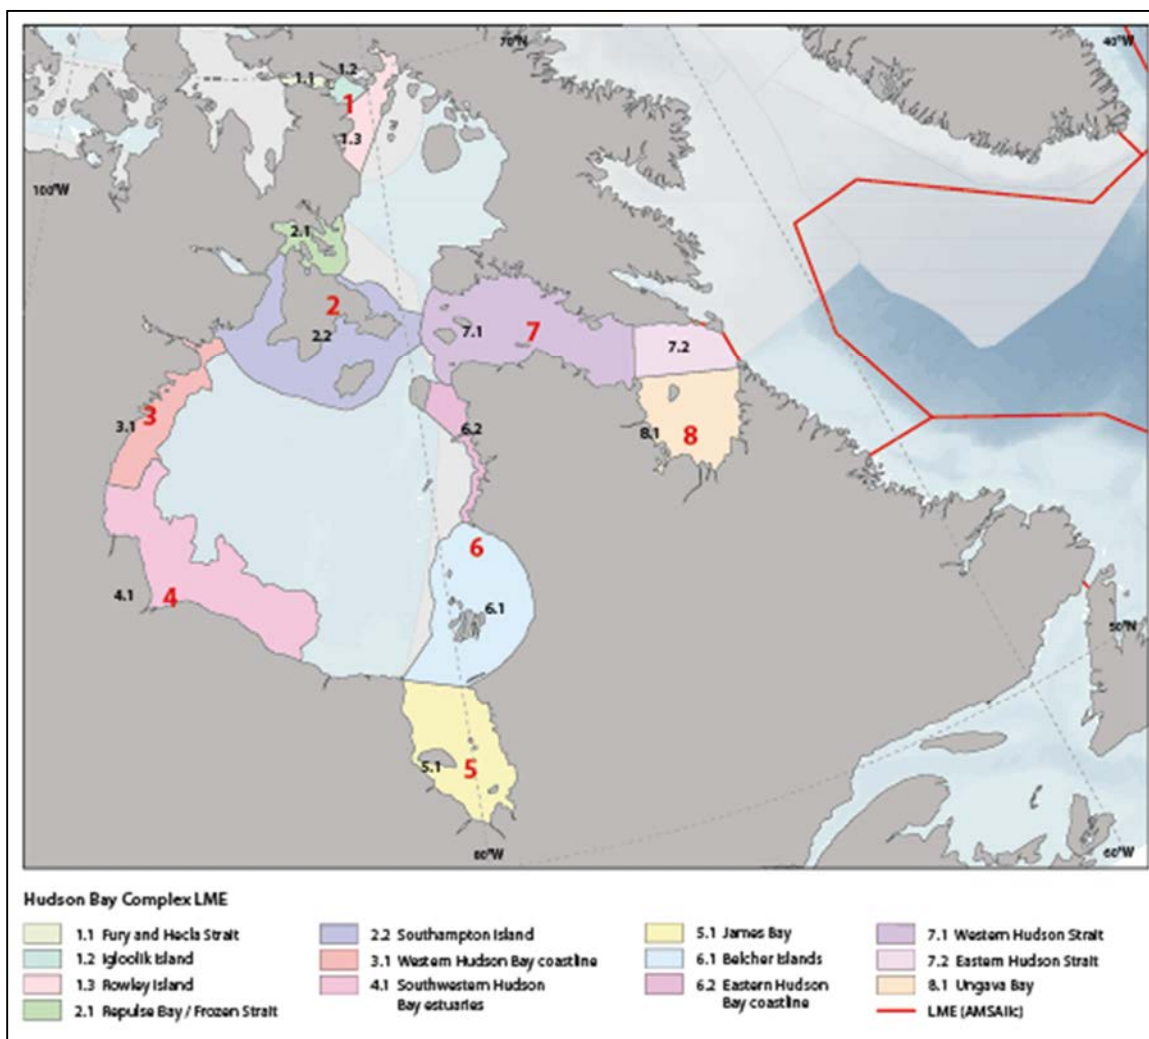 70°N
40°W
1.1
1.2
1
1.3
100°W
2.1
2
2.2
7.1
7
7.2
3
3.1
6.2
8.1
8
6
6.1
4.1
4
50°N
5.1
5
60°W
Hudson Bay Complex LME
1.1 Fury and Hecla Strait
1.2 Igloolik Island
1.3 Rowley Island
2.1 Repulse Bay / Frozen Strait
2.2 Southampton Island
3.1 Western Hudson Bay coastline
4.1 Southwestern Hudson
Bay estuaries
5.1 James Bay
6.1 Belcher Islands
6.2 Eastern Hudson
Bay coastline
7.1 Western Hudson Strait
7.2 Eastern Hudson Strait
8.1 Ungava Bay
LME (AMSAIIc)